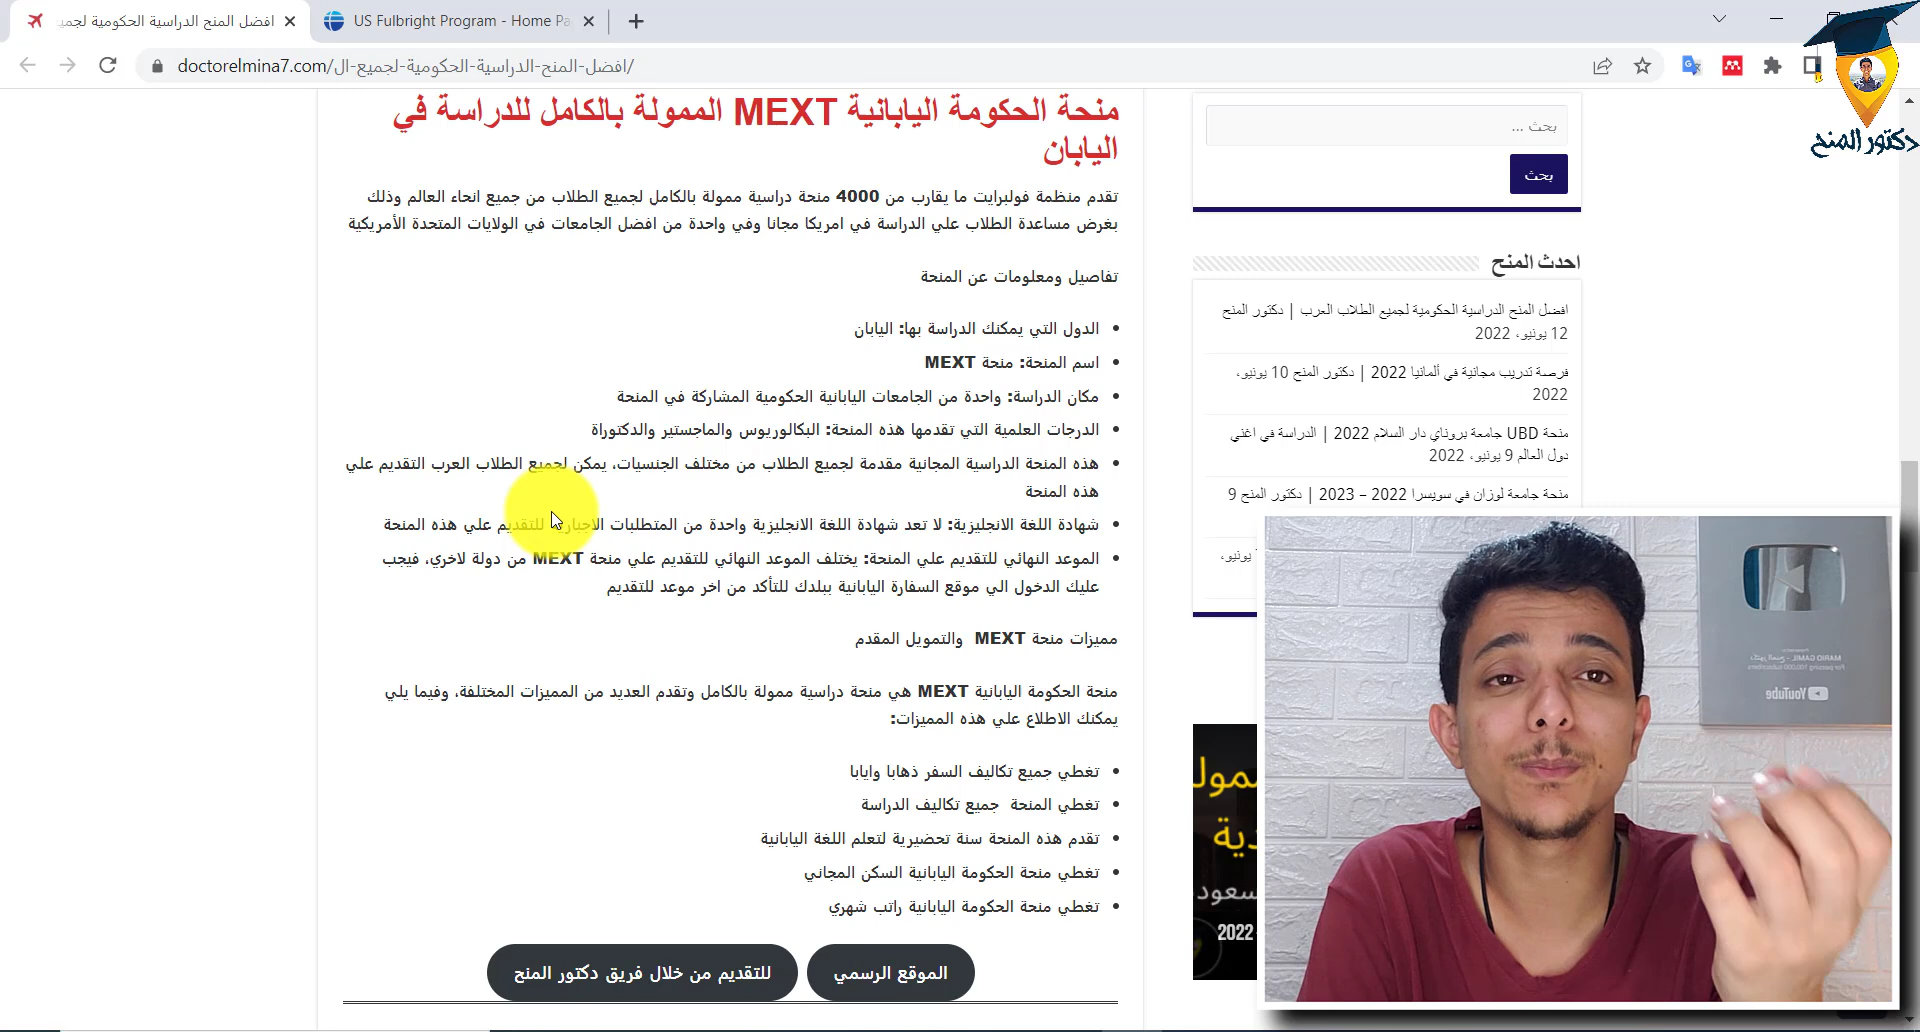 افضل المنح الدراسية الحكومية لجميع
US Fulbright Program - Home Pa
doctorelmina7.com/افضل-المنح-الدراسية-الحكومية-لجميع-ال/
دكتور المنح
منحة الحكومة اليابانية MEXT الممولة بالكامل للدراسة في
اليابان
تقدم منظمة فولبرايت ما يقارب من 4000 منحة دراسية ممولة بالكامل لجميع الطلاب من جميع انحاء العالم وذلك
بغرض مساعدة الطلاب علي الدراسة في امريكا مجانا وفي واحدة من افضل الجامعات في الولايات المتحدة الأمريكية
تفاصيل ومعلومات عن المنحة
الدول التي يمكنك الدراسة بها: اليابان
اسم المنحة: منحة MEXT
مكان الدراسة: واحدة من الجامعات اليابانية الحكومية المشاركة في المنحة
الدرجات العلمية التي تقدمها هذه المنحة: البكالوريوس والماجستير والدكتوراة
هذه المنحة الدراسية المجانية مقدمة لجميع الطلاب من مختلف الجنسيات، يمكن لجميع الطلاب العرب التقديم علي
هذه المنحة
شهادة اللغة الانجليزية: لا تعد شهادة اللغة الانجليزية واحدة من المتطلبات الاجبارية للتقديم علي هذه المنحة
الموعد النهائي للتقديم علي المنحة: يختلف الموعد النهائي للتقديم علي منحة MEXT من دولة لاخري، فيجب
عليك الدخول الي موقع السفارة اليابانية ببلدك للتأكد من اخر موعد للتقديم
مميزات منحة MEXT والتمويل المقدم
منحة الحكومة اليابانية MEXT هي منحة دراسية ممولة بالكامل وتقدم العديد من المميزات المختلفة، وفيما يلي
يمكنك الاطلاع علي هذه المميزات:
تغطي جميع تكاليف السفر ذهابا وايابا
تغطي المنحة جميع تكاليف الدراسة
تقدم هذه المنحة سنة تحضيرية لتعلم اللغة اليابانية
تغطي منحة الحكومة اليابانية السكن المجاني
تغطي منحة الحكومة اليابانية راتب شهري
الموقع الرسمي
للتقديم من خلال فريق دكتور المنح
بحث ...
بحث
احدث المنح
افضل المنح الدراسية الحكومية لجميع الطلاب العرب | دكتور المنح
12 يونيو، 2022
فرصة تدريب مجانية في ألمانيا 2022 | دكتور المنح 10 يونيو،
2022
منحة UBD جامعة بروناي دار السلام 2022 | الدراسة في اغني
دول العالم 9 يونيو، 2022
منحة جامعة لوزان في سويسرا 2022 – 2023 | دكتور المنح 9
يونيو،
2022
MARIO GAMIL - دكتور المنح
For passing 100,000 subscribers
YouTube